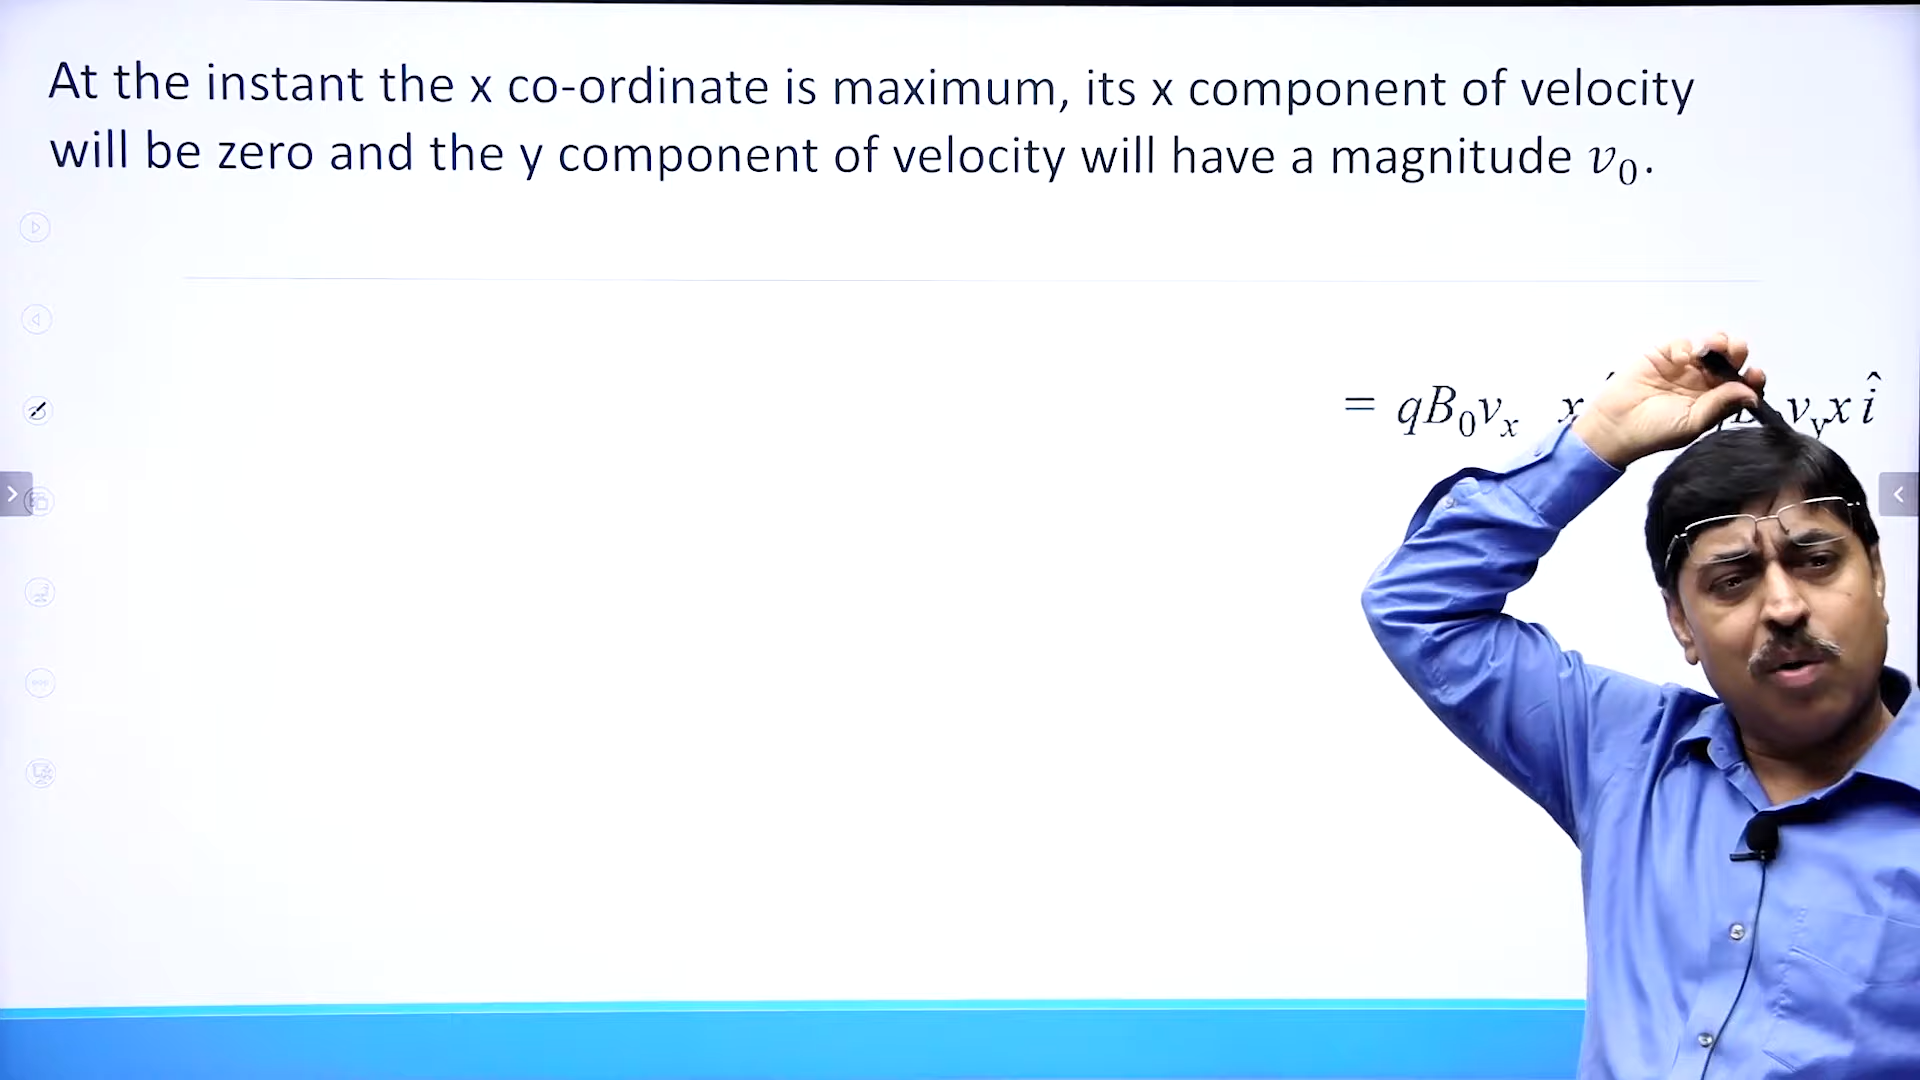 At the instant the x co-ordinate is maximum, its x component of velocity
will be zero and the y component of velocity will have a magnitude v₀.
= qB₀vₓ x v_y x î